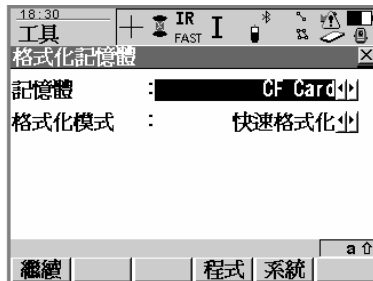 18:30
工具
IR
FAST
I
格式化記憶體
記憶體 : CF Card
格式化模式 : 快速格式化
a
繼續 程式 系統